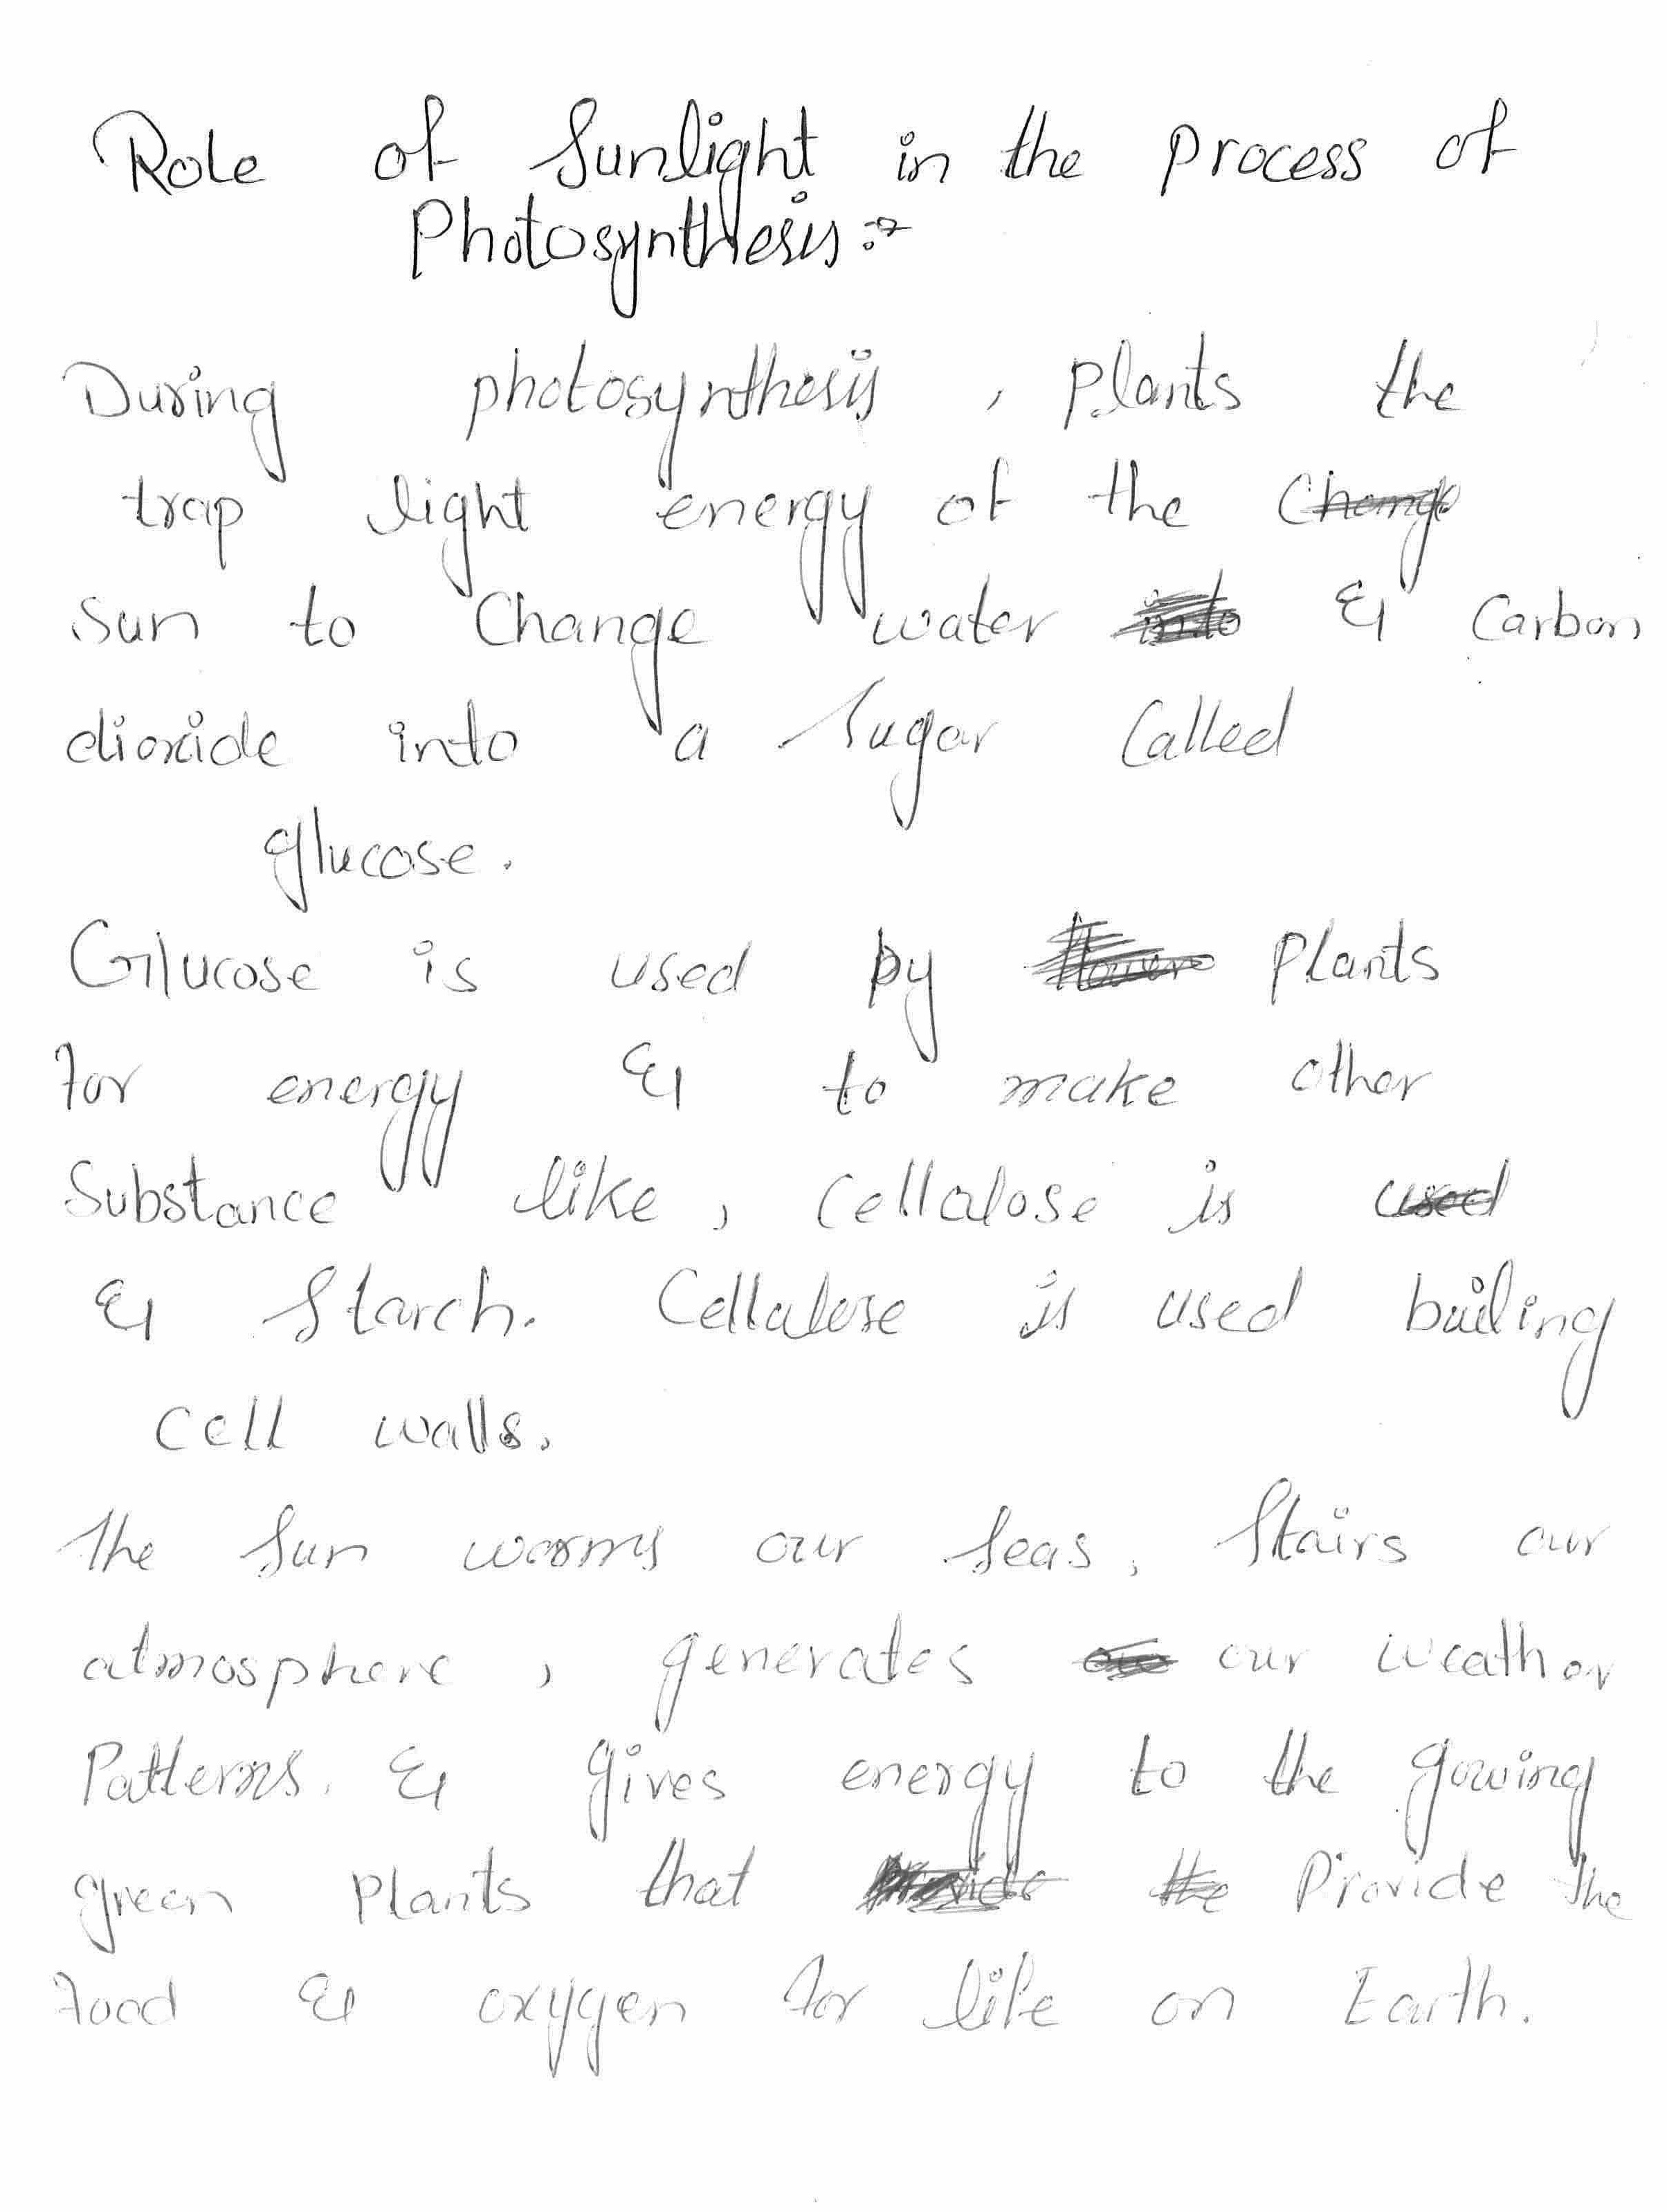 Role of Sunlight in the process of
Photosynthesis :-
During photosynthesis , plants the
trap light energy of the Change
sun to Change water into & Carbon
dioxide into a Sugar Called
glucose.
Glucose is used by plants
for energy & to make other
Substance like , Cellalose is used
& Starch. Cellalose is used builing
cell walls.
The Sun worms our Seas, Stairs our
atmosphere , generates our weather
Patterns. & gives energy to the gowing
green plants that provide the Provide the
food & oxygen for life on Earth.